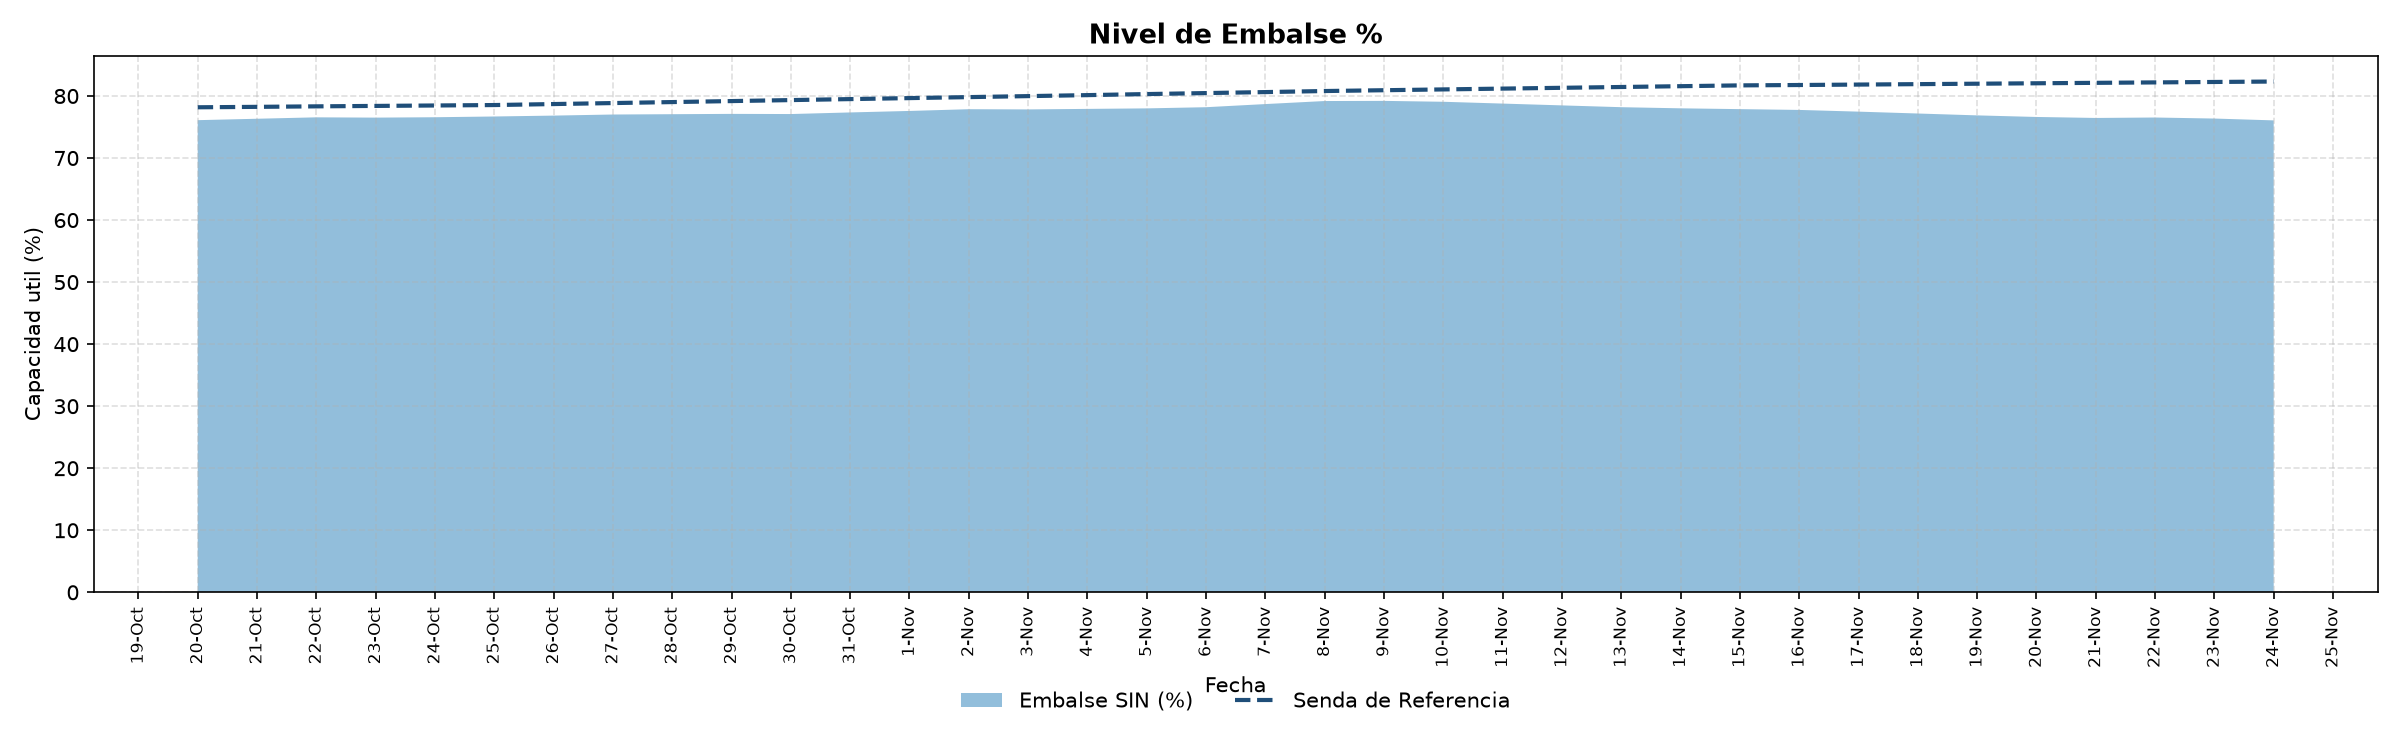 Nivel de Embalse %
Capacidad util (%)
80
70
60
50
40
30
20
10
0
19-Oct
20-Oct
21-Oct
22-Oct
23-Oct
24-Oct
25-Oct
26-Oct
27-Oct
28-Oct
29-Oct
30-Oct
31-Oct
1-Nov
2-Nov
3-Nov
4-Nov
5-Nov
6-Nov
7-Nov
8-Nov
9-Nov
10-Nov
11-Nov
12-Nov
13-Nov
14-Nov
15-Nov
16-Nov
17-Nov
18-Nov
19-Nov
20-Nov
21-Nov
22-Nov
23-Nov
24-Nov
25-Nov
Fecha
Embalse SIN (%)
Senda de Referencia